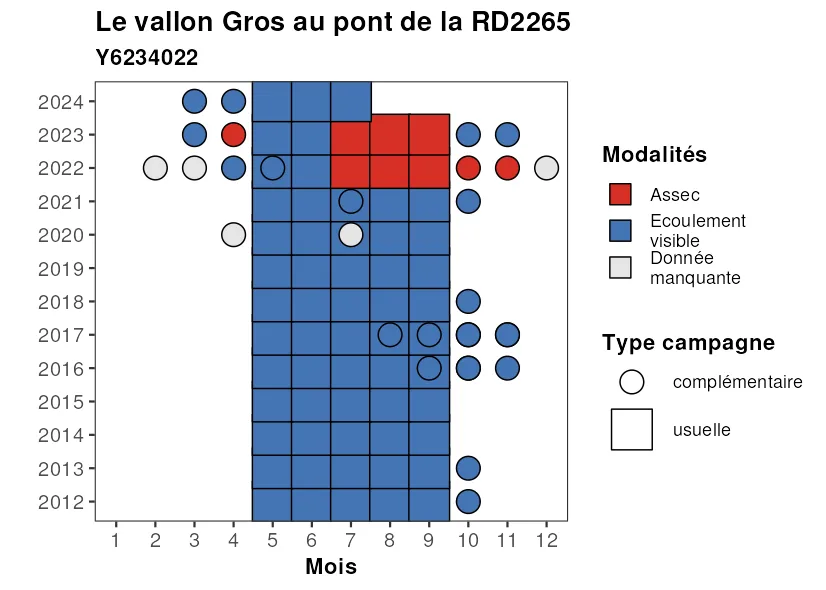 Le vallon Gros au pont de la RD2265
Y6234022
2024
2023
2022
2021
2020
2019
2018
2017
2016
2015
2014
2013
2012
1 2 3 4 5 6 7 8 9 10 11 12
Mois
Modalités
Assec
Ecoulement
visible
Donnée
manquante
Type campagne
complémentaire
usuelle